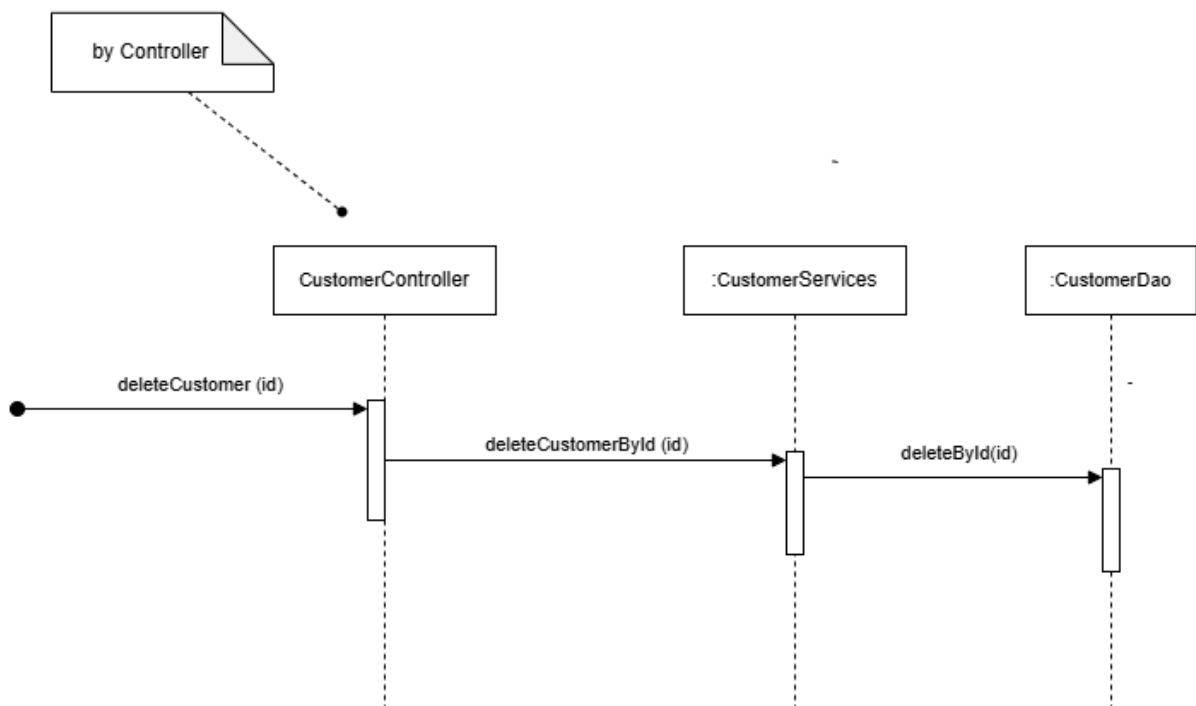 by Controller
-
CustomerController
:CustomerServices
:CustomerDao
deleteCustomer (id)
-
deleteCustomerById (id)
deleteById(id)